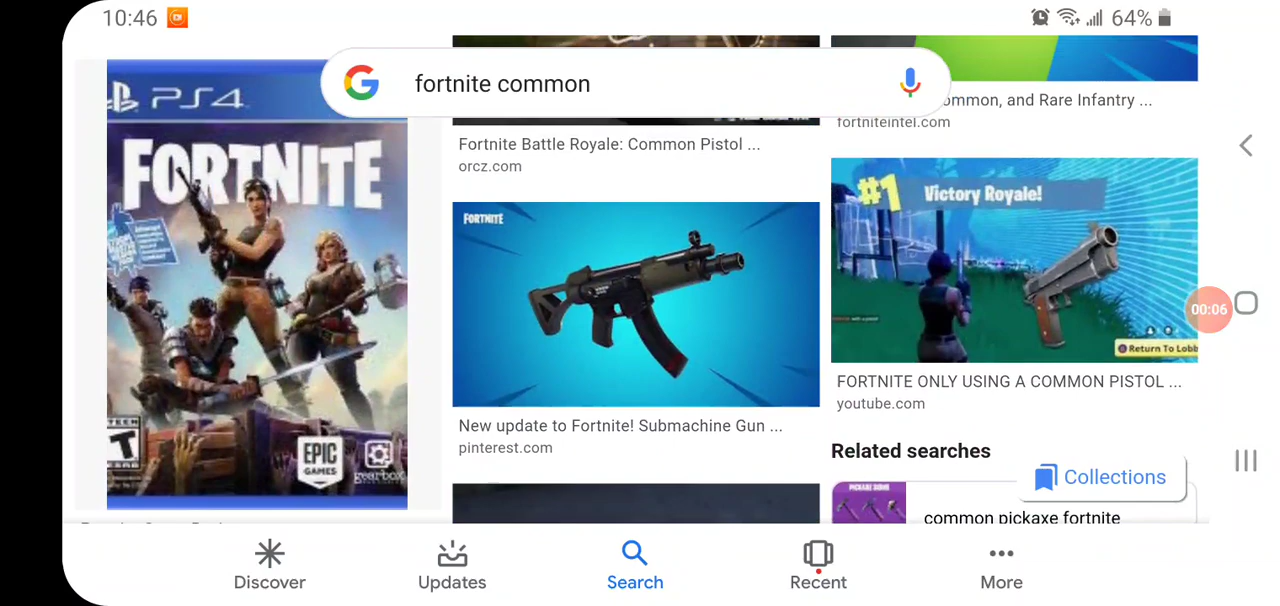 10:46
64%
fortnite common
PS4
FORTNITE
TEEN
T
ESRB
EPIC
GAMES
gearbox
Fortnite Battle Royale: Common Pistol ...
orcz.com
FORTNITE
New update to Fortnite! Submachine Gun ...
pinterest.com
ommon, and Rare Infantry ...
fortniteintel.com
#1 Victory Royale!
Return To Lobb
FORTNITE ONLY USING A COMMON PISTOL ...
youtube.com
Related searches
Collections
common pickaxe fortnite
00:06
Discover
Updates
Search
Recent
More